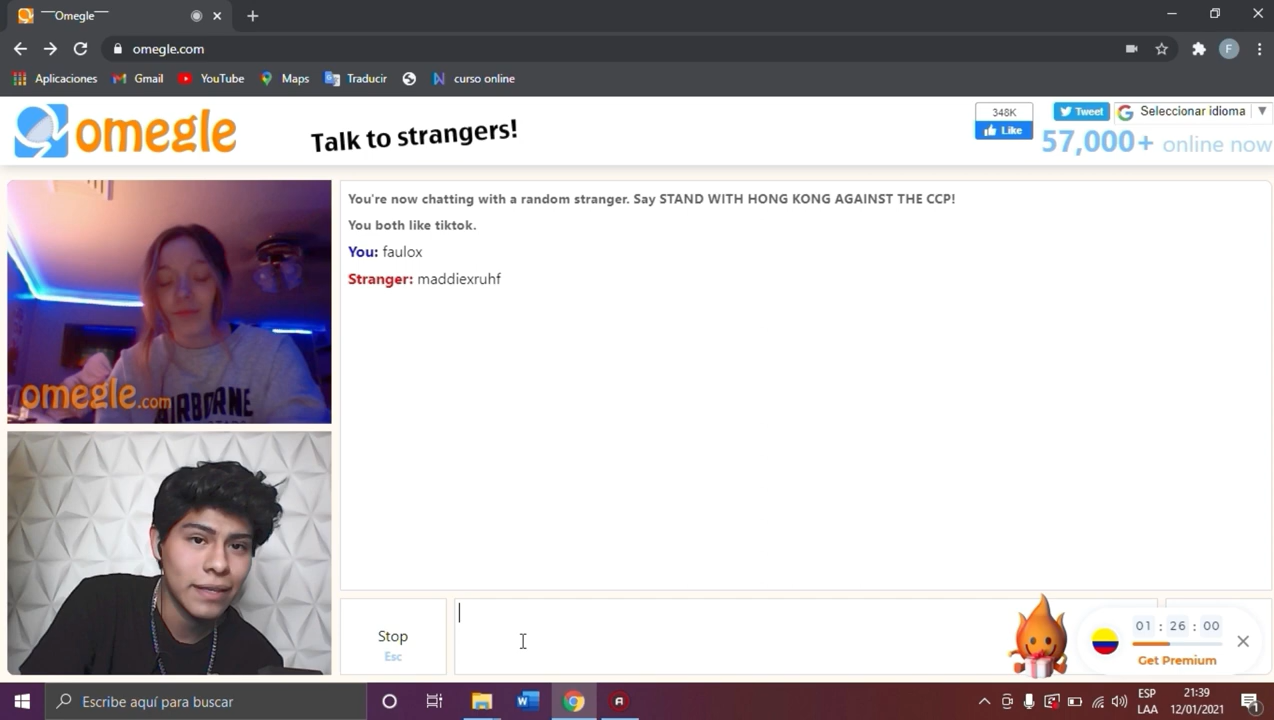 Omegle
omegle.com
F
Aplicaciones
Gmail
YouTube
Maps
Traducir
curso online
omegle
Talk to strangers!
348K
Like
Tweet
Seleccionar idioma
57,000+ online now
You're now chatting with a random stranger. Say STAND WITH HONG KONG AGAINST THE CCP!
You both like tiktok.
You: faulox
Stranger: maddiexruhf
AIRBORNE
omegle.com
Stop
Esc
01 : 26 : 00
Get Premium
Escribe aquí para buscar
ESP
LAA
21:39
12/01/2021
1